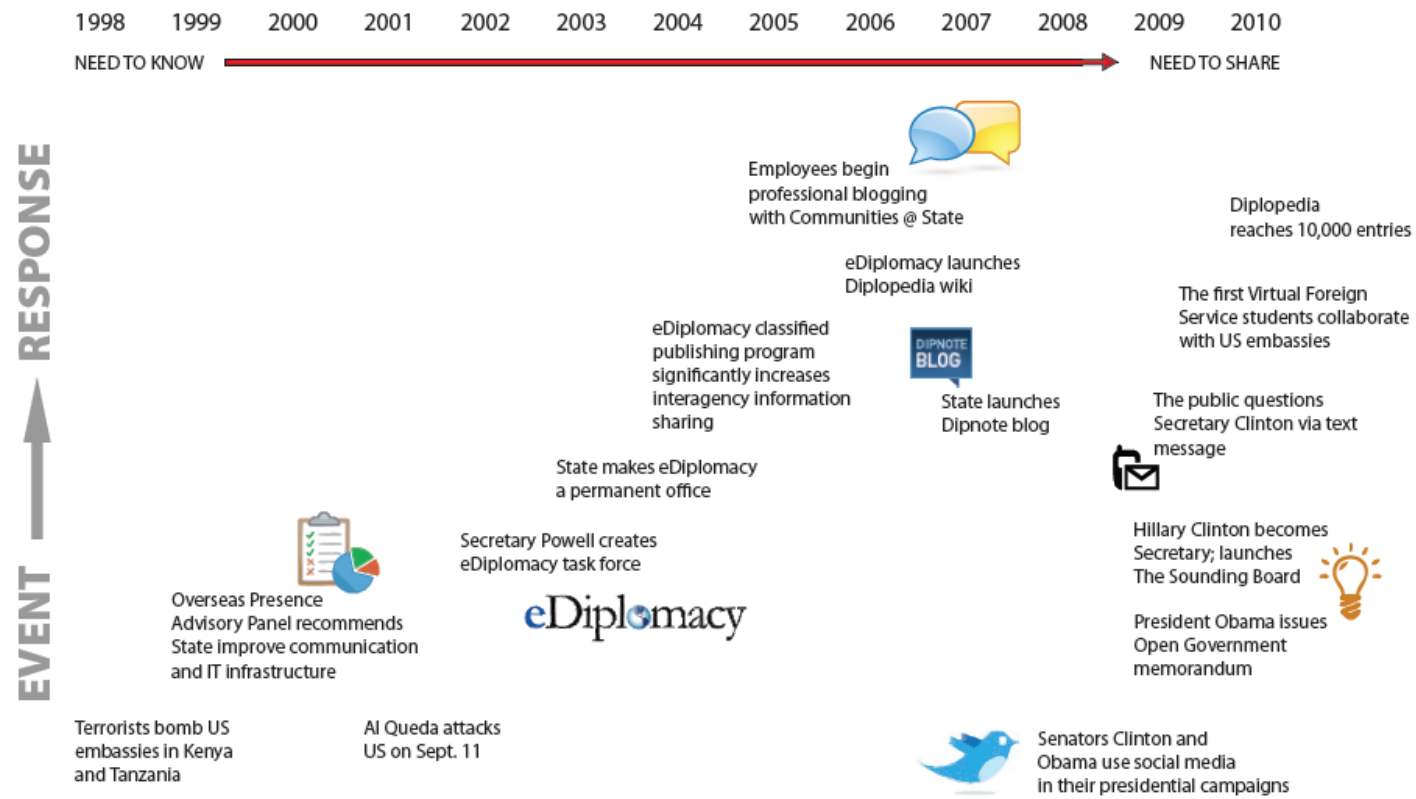 1998 1999 2000 2001 2002 2003 2004 2005 2006 2007 2008 2009 2010
NEED TO KNOW NEED TO SHARE
RESPONSE
EVENT
Employees begin
professional blogging
with Communities @ State
Diplopedia
reaches 10,000 entries
eDiplomacy launches
Diplopedia wiki
The first Virtual Foreign
Service students collaborate
with US embassies
eDiplomacy classified
publishing program
significantly increases
interagency information
sharing
DIPNOTE
BLOG
State launches
Dipnote blog
The public questions
Secretary Clinton via text
message
State makes eDiplomacy
a permanent office
Secretary Powell creates
eDiplomacy task force
eDiplomacy
Hillary Clinton becomes
Secretary; launches
The Sounding Board
Overseas Presence
Advisory Panel recommends
State improve communication
and IT infrastructure
President Obama issues
Open Government
memorandum
Terrorists bomb US
embassies in Kenya
and Tanzania
Al Queda attacks
US on Sept. 11
Senators Clinton and
Obama use social media
in their presidential campaigns